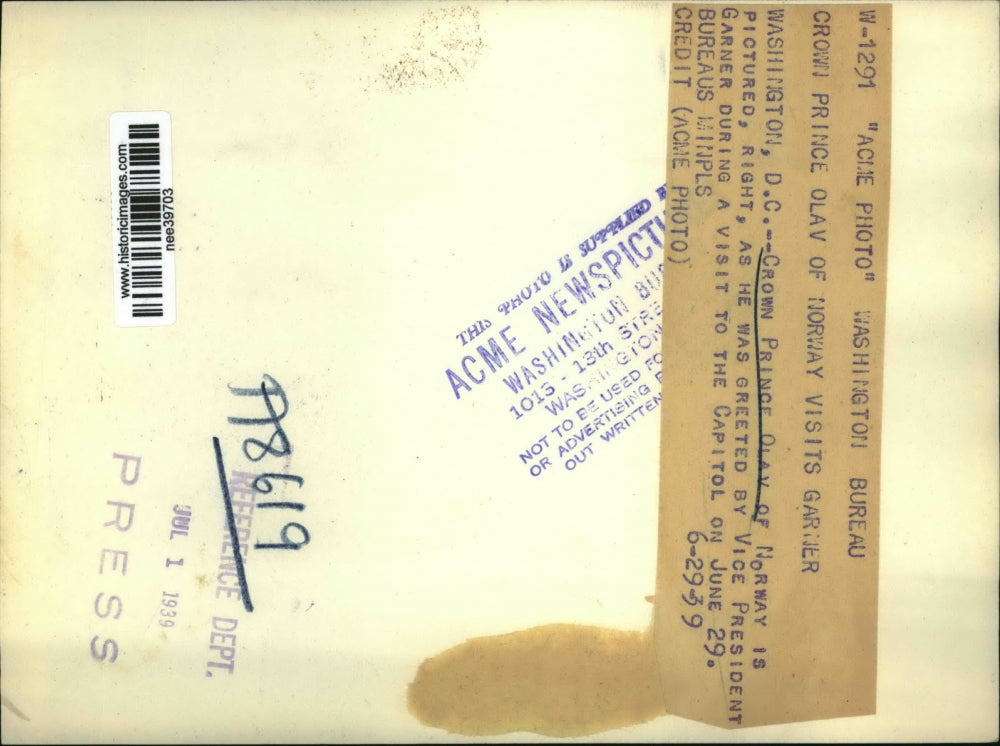 W-1291 "ACME PHOTO" WASHINGTON BUREAU
CROWN PRINCE OLAV OF NORWAY VISITS GARNER
WASHINGTON, D.C.--CROWN PRINCE OLAV OF NORWAY IS
PICTURED, RIGHT, AS HE WAS GREETED BY VICE PRESIDENT
GARNER DURING A VISIT TO THE CAPITOL ON JUNE 29.
BUREAUS MINPLS
CREDIT (ACME PHOTO) 6-29-39
THIS PHOTO IS SUPPLIED
ACME NEWSPICT
WASHINGTON BU
1013 - 13th STRE
WASHINGTON
NOT TO BE USED FO
OR ADVERTISING
OUT WRITTEN
www.historicimages.com
nee39703
REFERENCE DEPT.
JUL 1 1939
PRESS